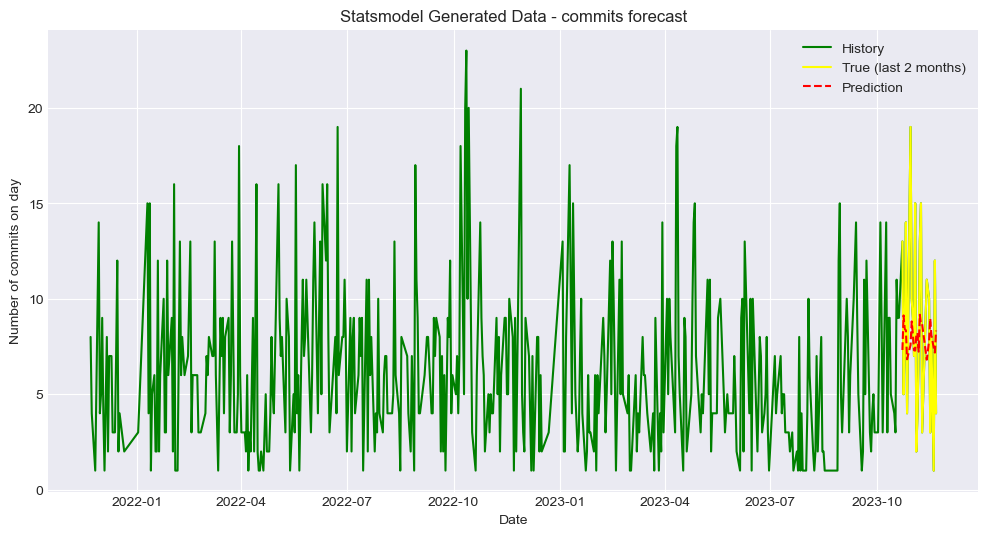 Statsmodel Generated Data - commits forecast
History
True (last 2 months)
Prediction
Number of commits on day
20
15
10
5
0
2022-01 2022-04 2022-07 2022-10 2023-01 2023-04 2023-07 2023-10
Date